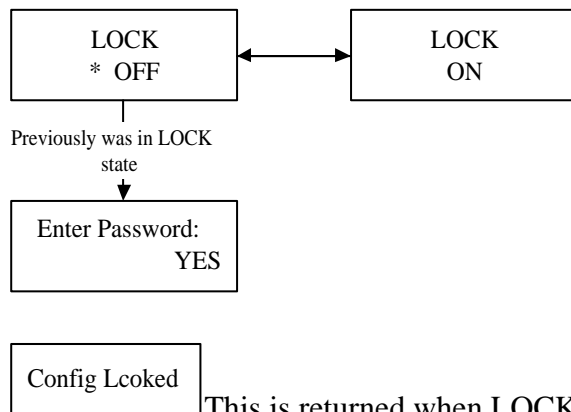 LOCK
* OFF
LOCK
ON
Previously was in LOCK
state
Enter Password:
YES
Config Lcoked
This is returned when LOCK